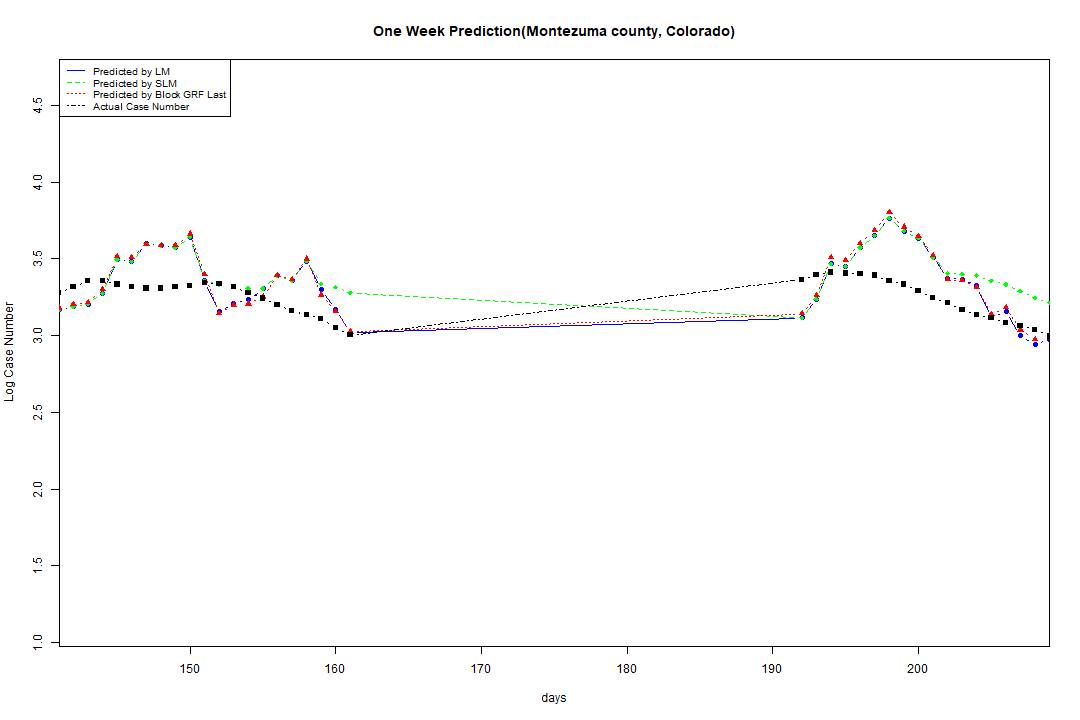 One Week Prediction(Montezuma county, Colorado)
Predicted by LM
Predicted by SLM
Predicted by Block GRF Last
Actual Case Number
4.5
4.0
3.5
3.0
2.5
2.0
1.5
1.0
Log Case Number
150 160 170 180 190 200
days